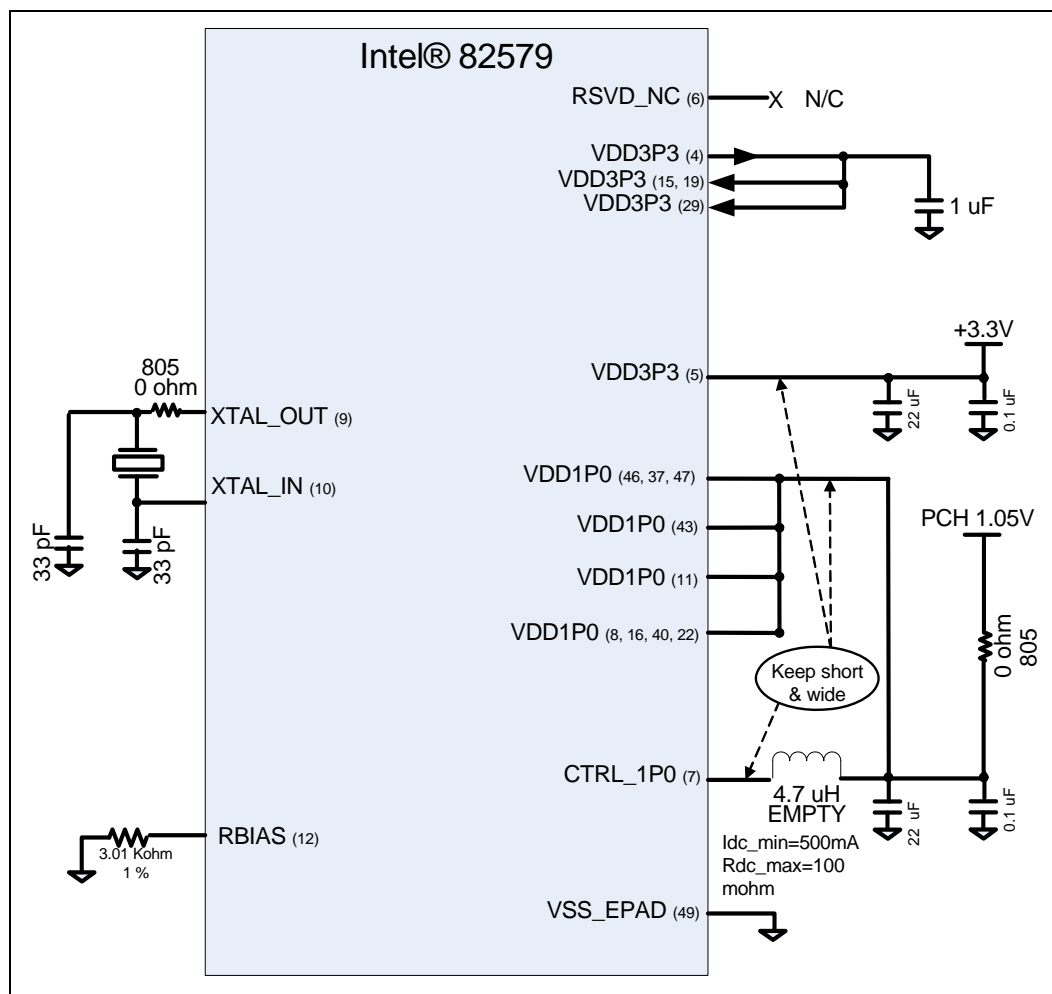 Intel® 82579
RSVD_NC (6)
X N/C
VDD3P3 (4)
VDD3P3 (15, 19)
VDD3P3 (29)
1 uF
+3.3V
VDD3P3 (5)
22 uF
0.1 uF
805
0 ohm
XTAL_OUT (9)
XTAL_IN (10)
33 pF
33 pF
VDD1P0 (46, 37, 47)
VDD1P0 (43)
VDD1P0 (11)
VDD1P0 (8, 16, 40, 22)
PCH 1.05V
0 ohm
805
Keep short
& wide
CTRL_1P0 (7)
4.7 uH
EMPTY
Idc_min=500mA
Rdc_max=100
mohm
22 uF
0.1 uF
RBIAS (12)
3.01 Kohm
1 %
VSS_EPAD (49)